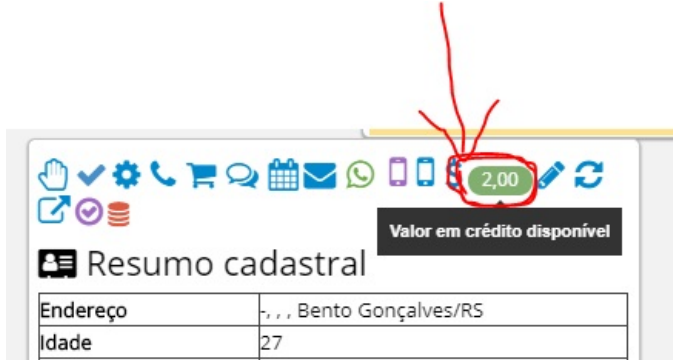 2,00
Valor em crédito disponível
Resumo cadastral
Endereço -, , , Bento Gonçalves/RS
Idade 27